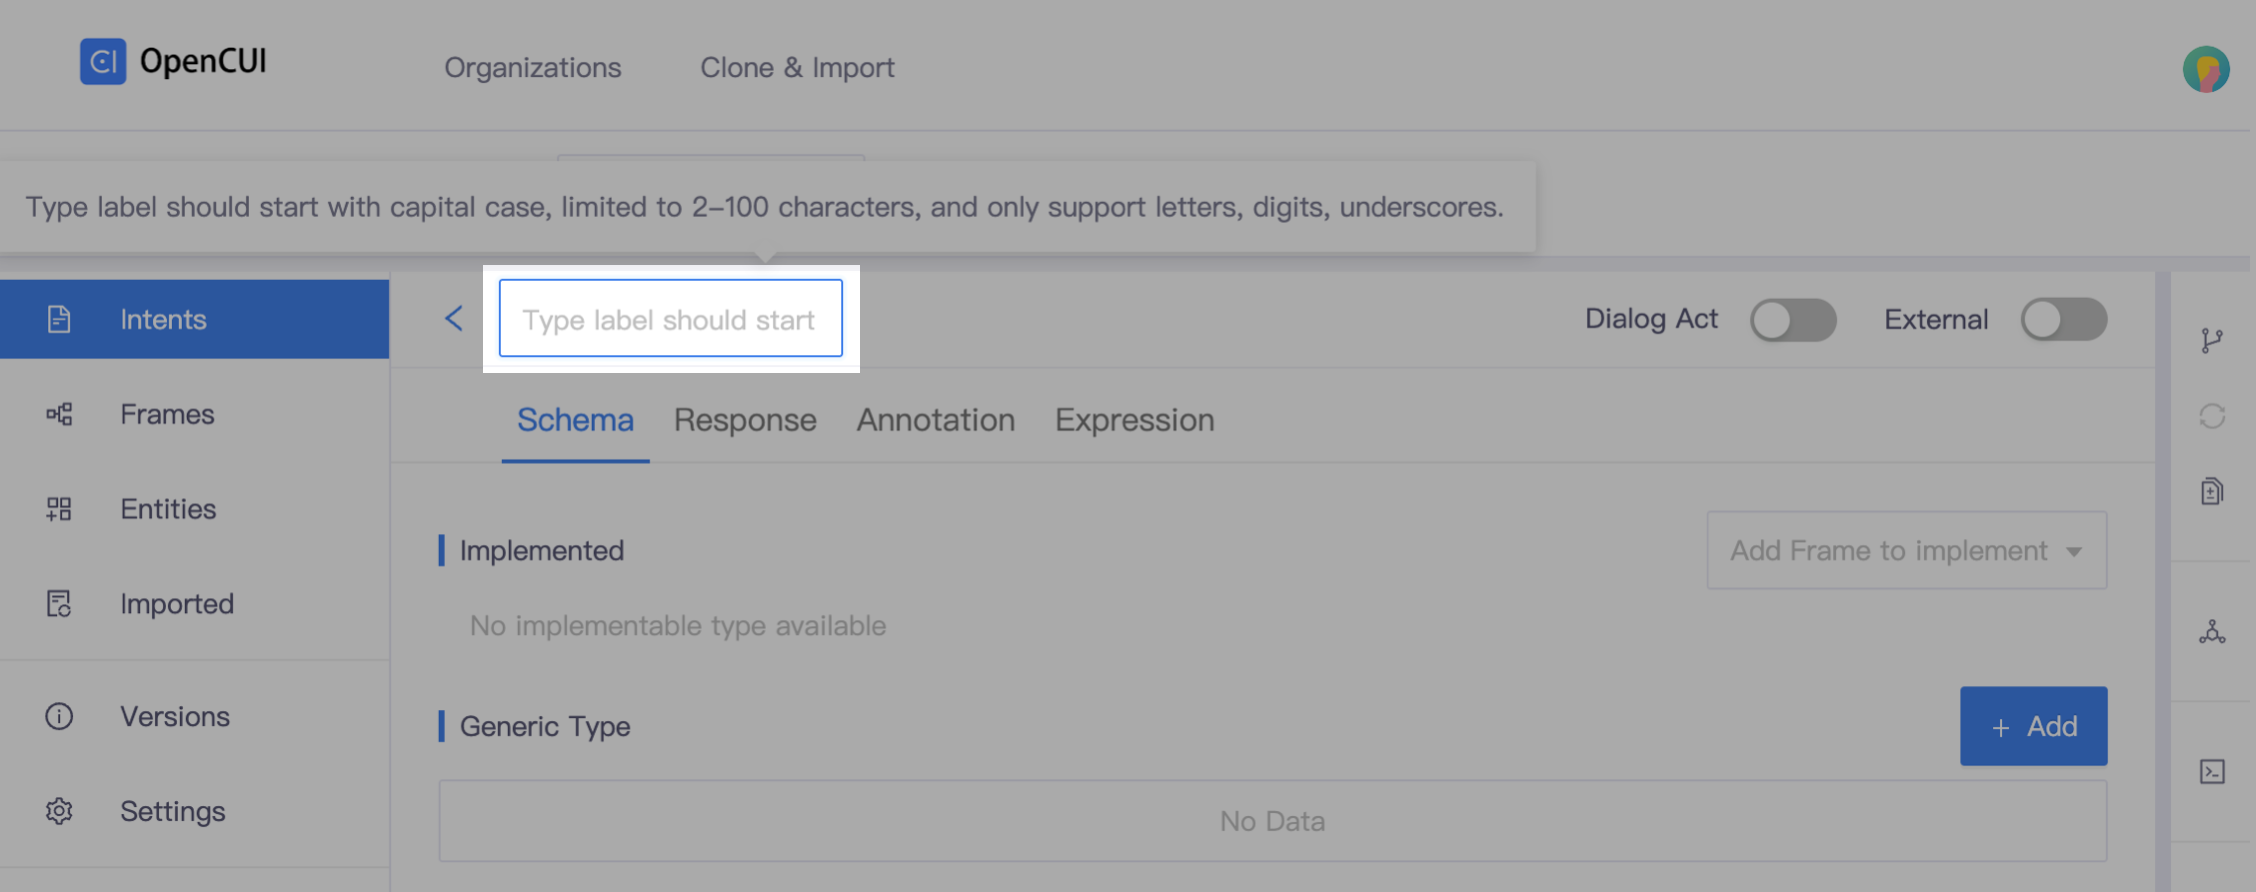 CI OpenCUI
Organizations
Clone & Import
Type label should start with capital case, limited to 2-100 characters, and only support letters, digits, underscores.
Intents
Type label should start
Dialog Act
External
Frames
Schema
Response
Annotation
Expression
Entities
Implemented
Add Frame to implement
Imported
No implementable type available
Versions
Generic Type
+ Add
Settings
No Data